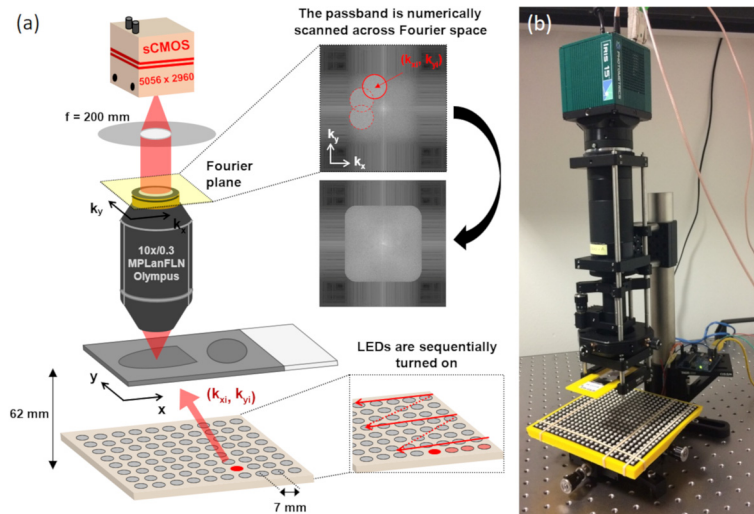 (a)
sCMOS
5056 x 2960
f = 200 mm
Fourier
plane
ky
kx
10x/0.3
MPLanFLN
Olympus
y
x
62 mm
(kxi, kyi)
7 mm
The passband is numerically
scanned across Fourier space
(kxi, kyi)
ky
kx
LEDs are sequentially
turned on
(b)
IRIS 15
PHOTOMETRICS